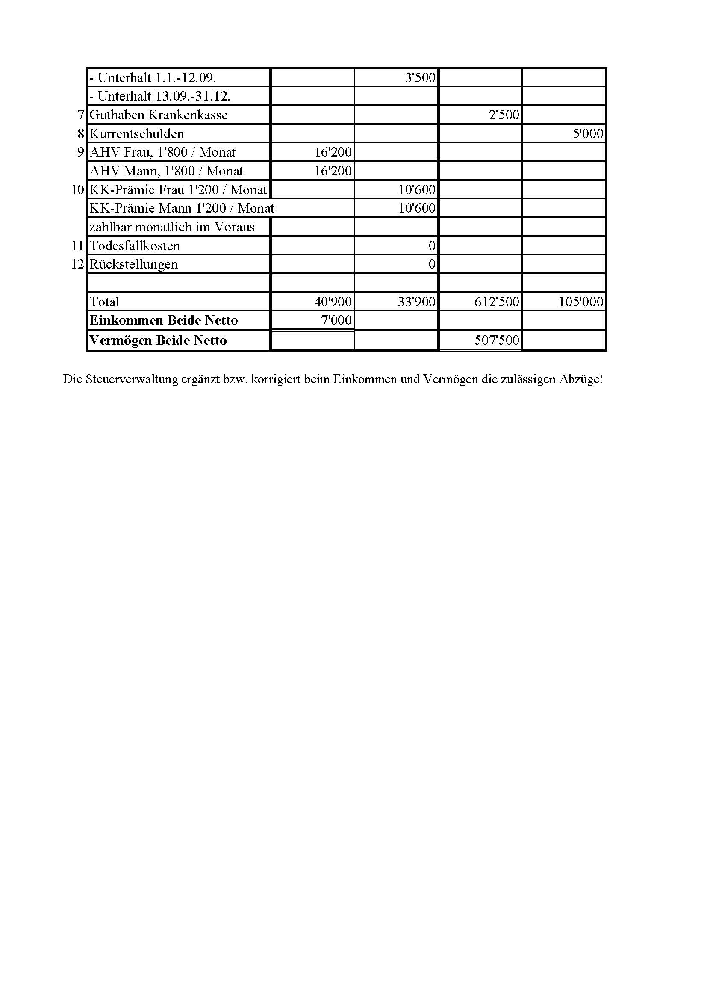 - Unterhalt 1.1.-12.09. 3'500
- Unterhalt 13.09.-31.12.
7 Guthaben Krankenkasse 2'500
8 Kurrentschulden 5'000
9 AHV Frau, 1'800 / Monat 16'200
AHV Mann, 1'800 / Monat 16'200
10 KK-Prämie Frau 1'200 / Monat 10'600
KK-Prämie Mann 1'200 / Monat 10'600
zahlbar monatlich im Voraus
11 Todesfallkosten 0
12 Rückstellungen 0
Total 40'900 33'900 612'500 105'000
Einkommen Beide Netto 7'000
Vermögen Beide Netto 507'500
Die Steuerverwaltung ergänzt bzw. korrigiert beim Einkommen und Vermögen die zulässigen Abzüge!